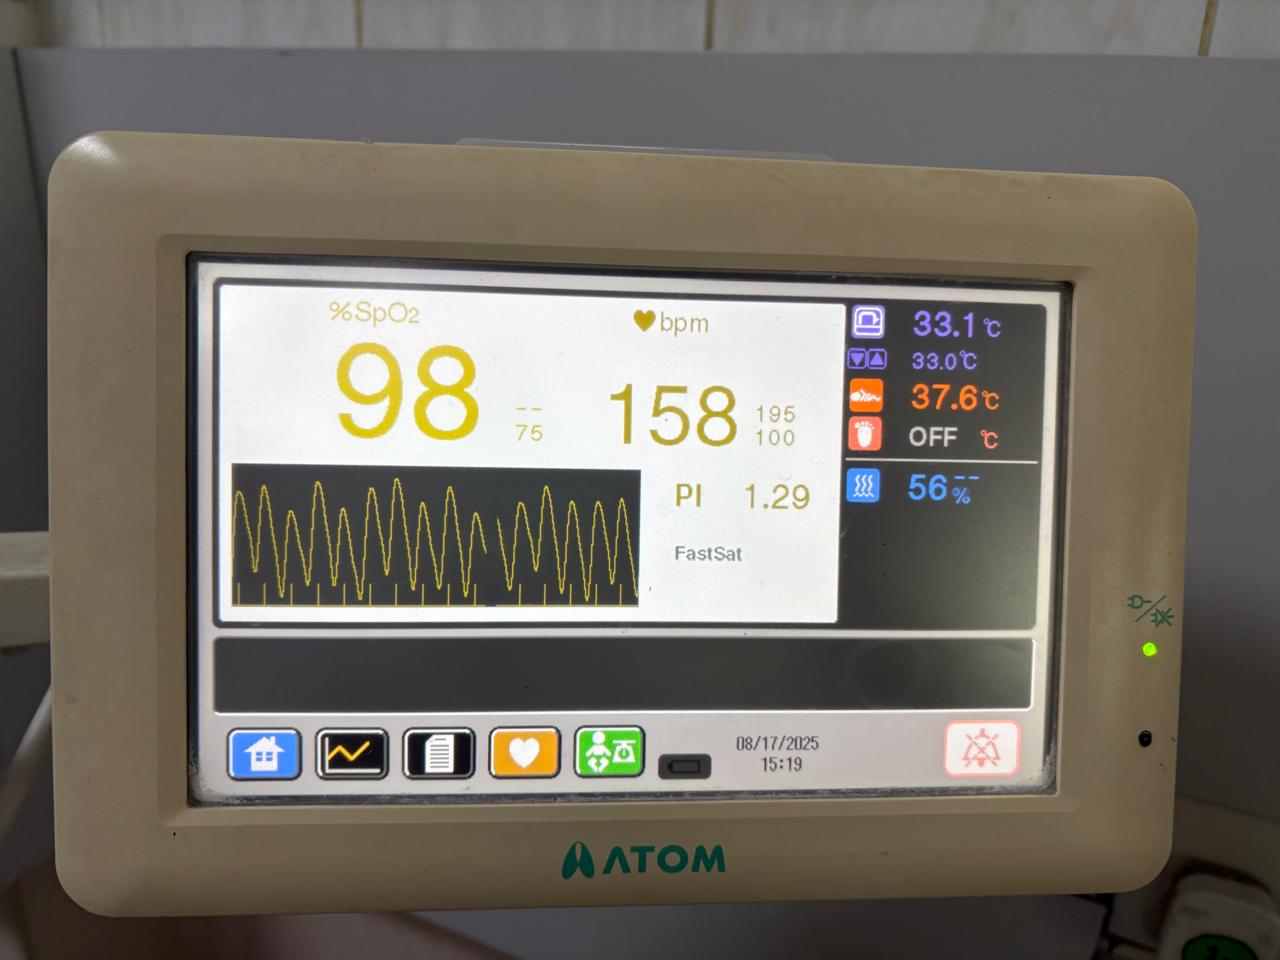 %SpO2
98
--
75
♥bpm
158
195
100
PI 1.29
FastSat
33.1℃
33.0℃
37.6℃
OFF ℃
56 --
%
08/17/2025
15:19
ATOM